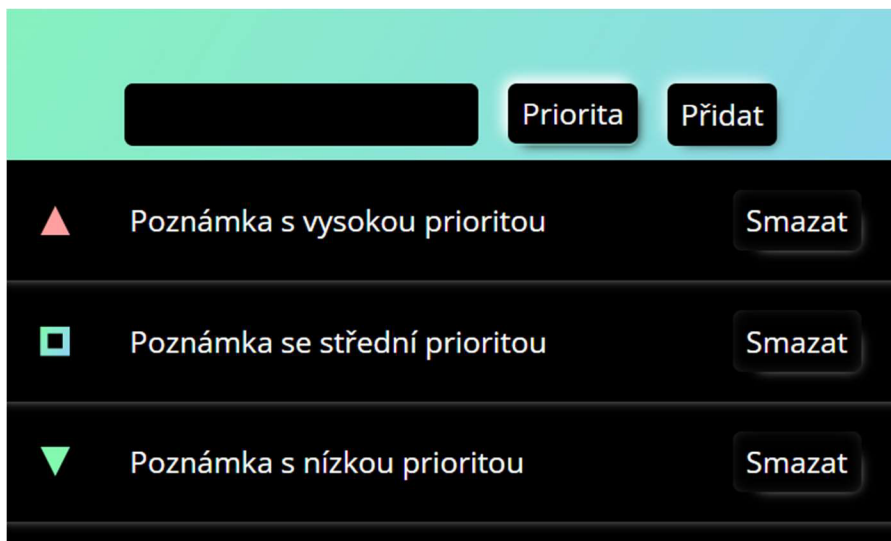 Priorita Přidat
Poznámka s vysokou prioritou Smazat
Poznámka se střední prioritou Smazat
Poznámka s nízkou prioritou Smazat